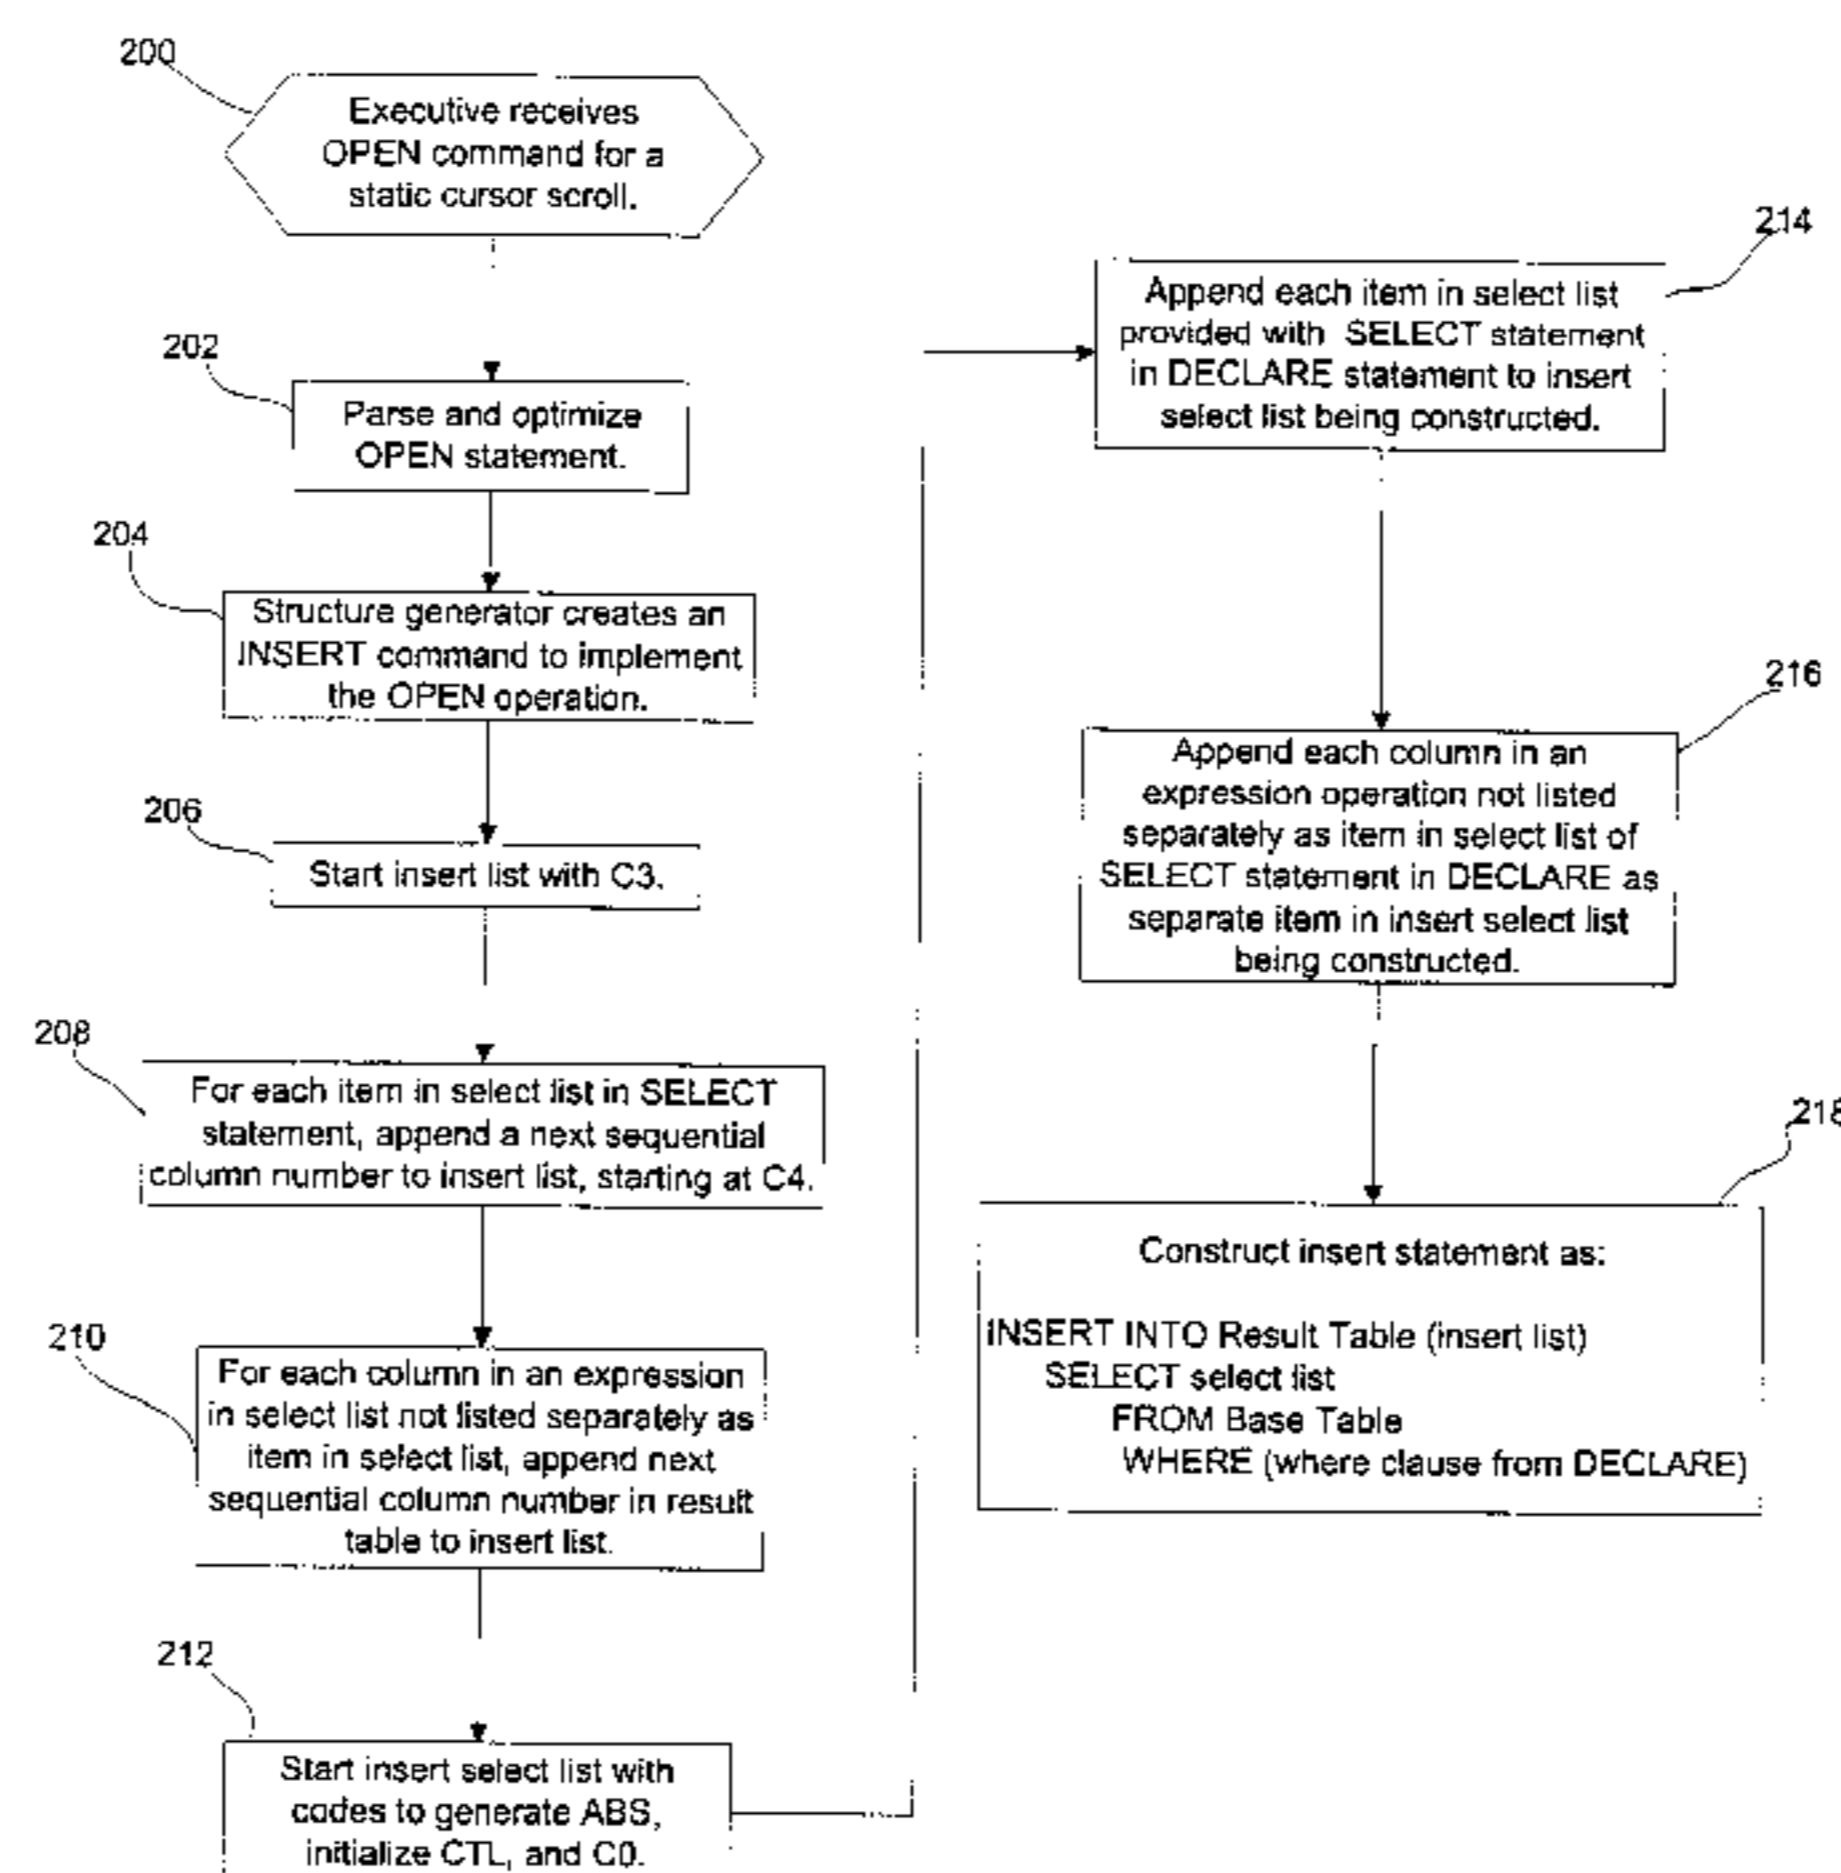 200
Executive receives
OPEN command for a
static cursor scroll.
202
Parse and optimize
OPEN statement.
204
Structure generator creates an
INSERT command to implement
the OPEN operation.
206
Start insert list with C3.
208
For each item in select list in SELECT
statement, append a next sequential
column number to insert list, starting at C4.
210
For each column in an expression
in select list not listed separately as
item in select list, append next
sequential column number in result
table to insert list.
212
Start insert select list with
codes to generate ABS,
initialize CTL, and C0.
214
Append each item in select list
provided with SELECT statement
in DECLARE statement to insert
select list being constructed.
216
Append each column in an
expression operation not listed
separately as item in select list of
SELECT statement in DECLARE as
separate item in insert select list
being constructed.
218
Construct insert statement as:
INSERT INTO Result Table (insert list)
SELECT select list
FROM Base Table
WHERE (where clause from DECLARE)